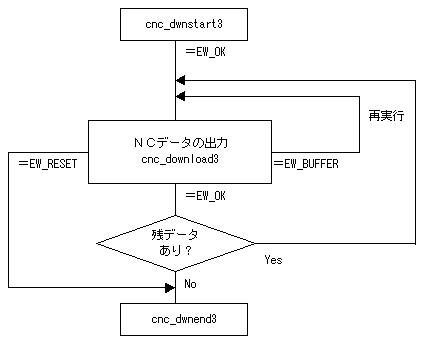 cnc_dwnstart3
＝EW_OK
再実行
ＮＣデータの出力
cnc_download3
＝EW_RESET
＝EW_BUFFER
＝EW_OK
残データ
あり？
Yes
No
cnc_dwnend3